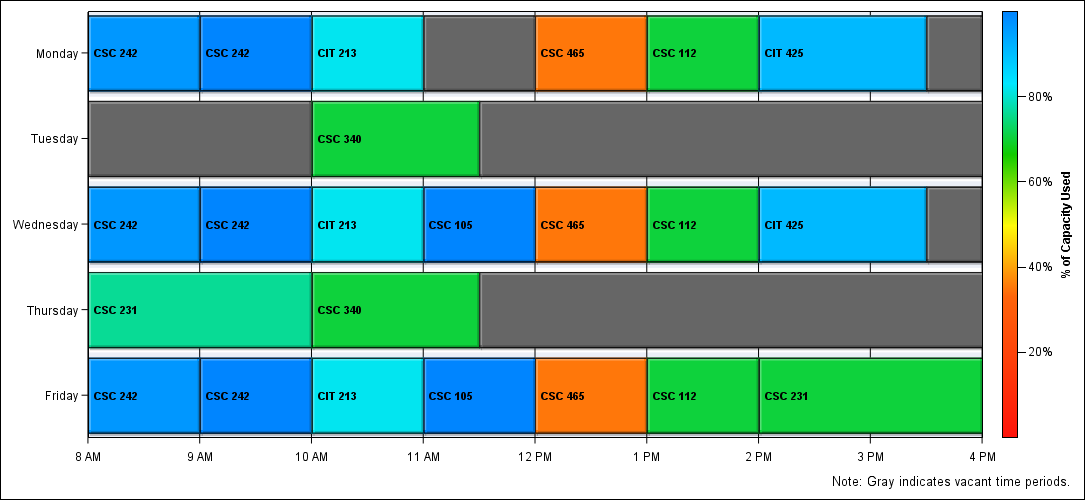 Monday CSC 242 CSC 242 CIT 213 CSC 465 CSC 112 CIT 425
80%
Tuesday CSC 340
60%
% of Capacity Used
Wednesday CSC 242 CSC 242 CIT 213 CSC 105 CSC 465 CSC 112 CIT 425
40%
Thursday CSC 231 CSC 340
20%
Friday CSC 242 CSC 242 CIT 213 CSC 105 CSC 465 CSC 112 CSC 231
8 AM 9 AM 10 AM 11 AM 12 PM 1 PM 2 PM 3 PM 4 PM
Note: Gray indicates vacant time periods.